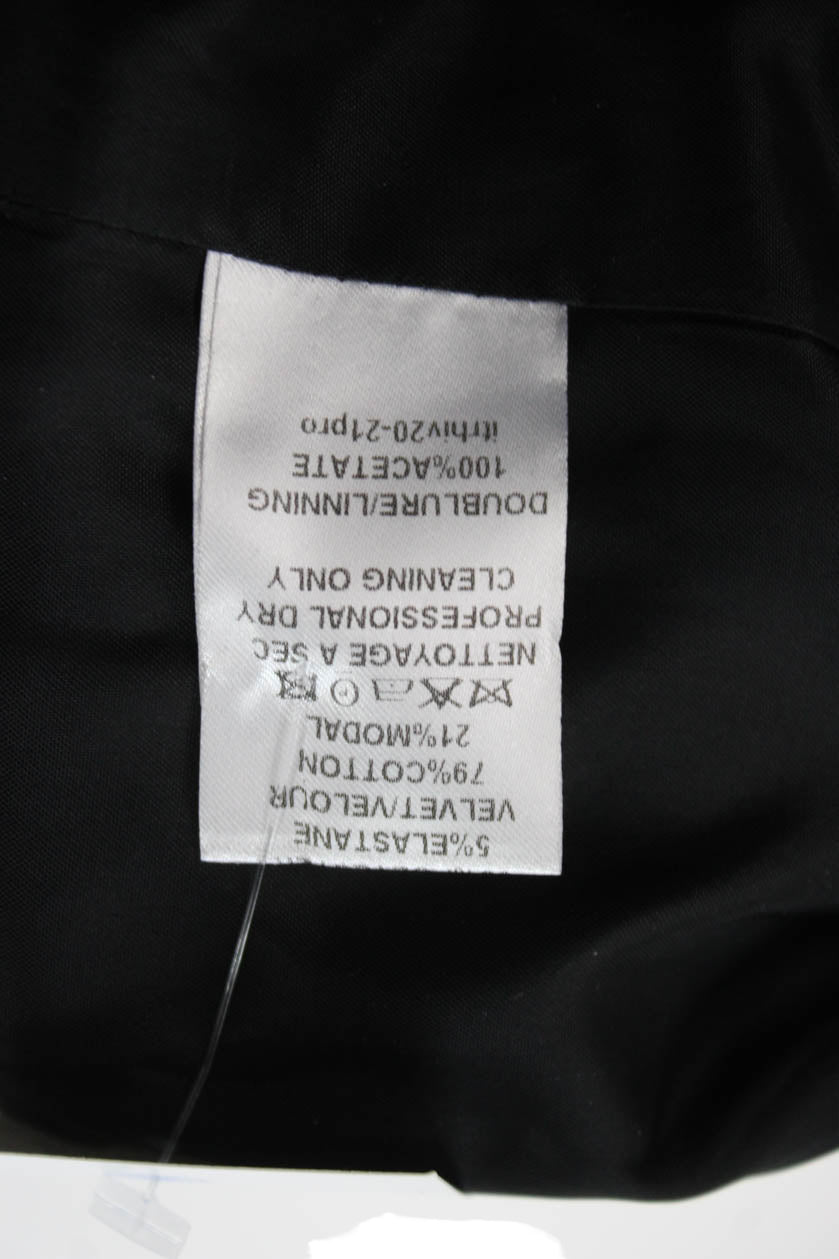 5%ELASTANE
VELVET/VELOUR
79%COTTON
21%MODAL
NETTOYAGE A SEC
PROFESSIONAL DRY
CLEANING ONLY
DOUBLURE/LINNING
100%ACETATE
itrhiv20-21pro